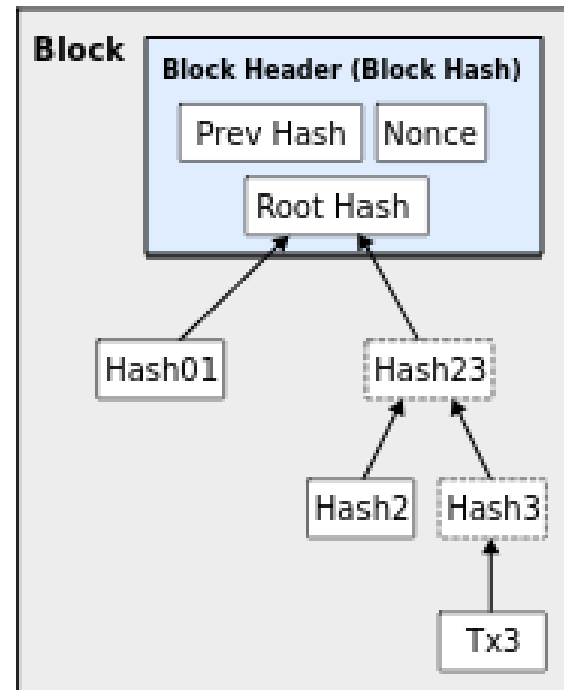 Block
Block Header (Block Hash)
Prev Hash
Nonce
Root Hash
Hash01
Hash23
Hash2
Hash3
Tx3